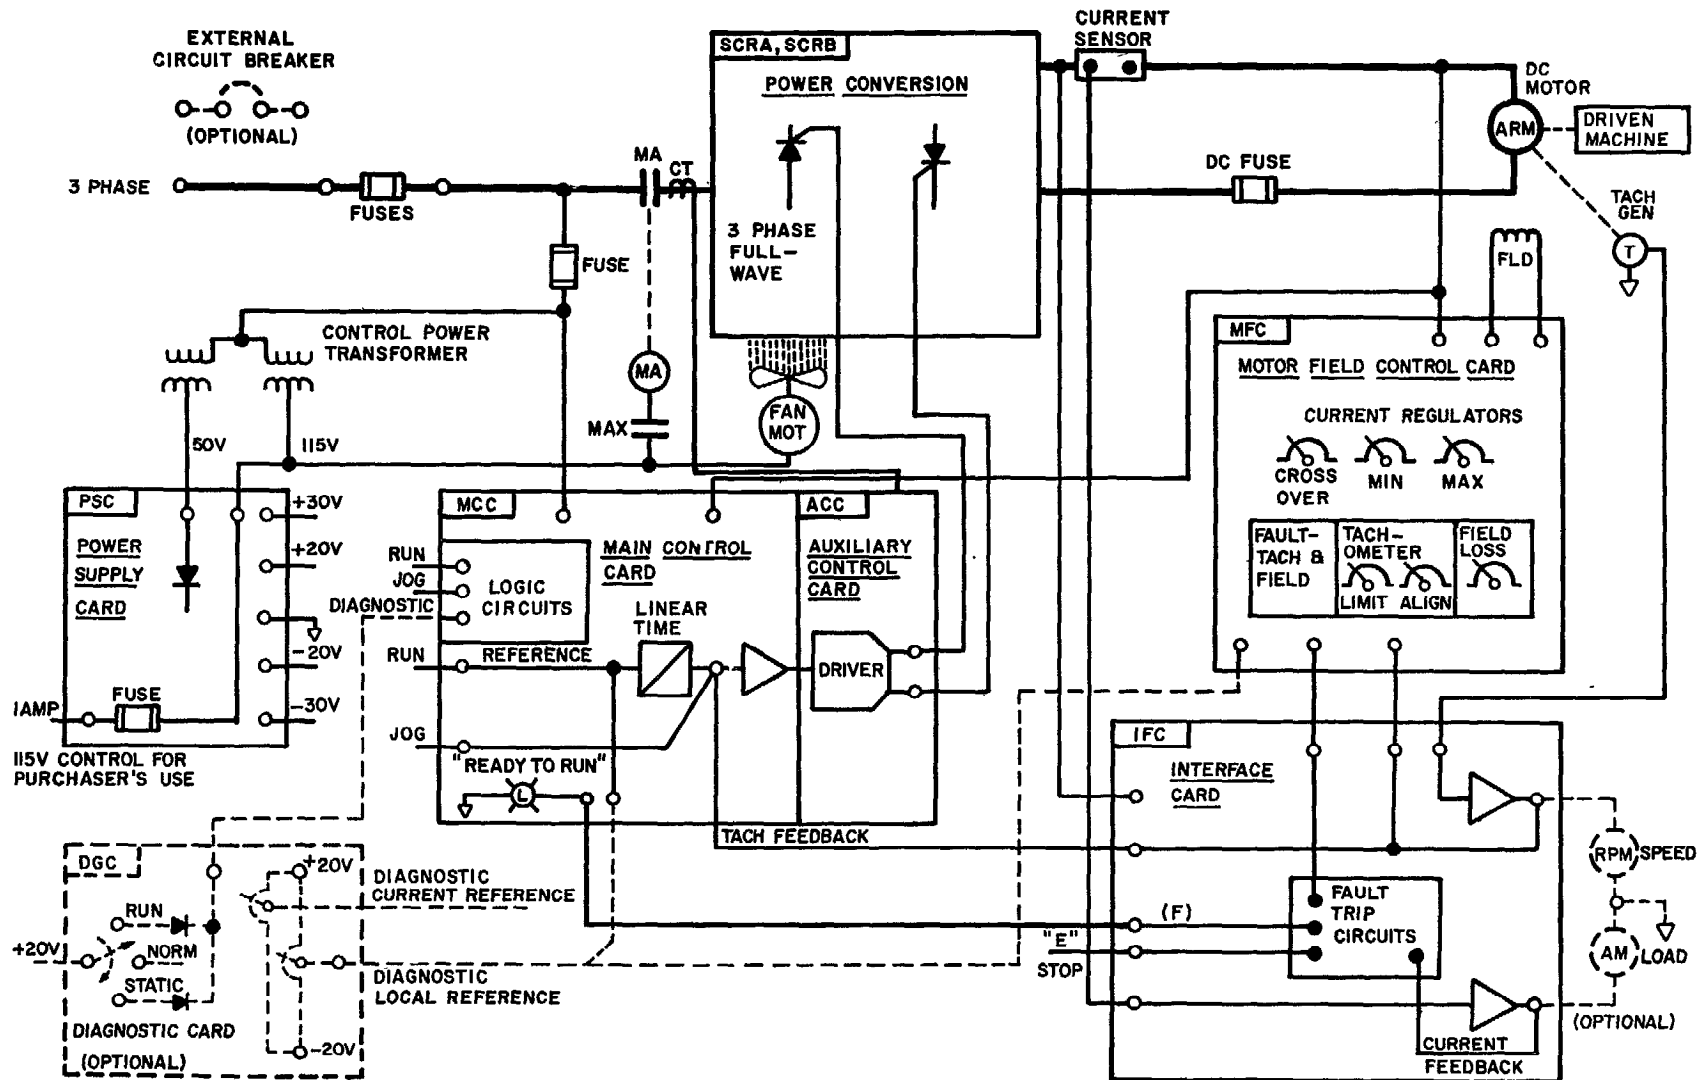 EXTERNAL
CIRCUIT BREAKER
(OPTIONAL)
3 PHASE
FUSES
FUSE
MA
CT
SCRA, SCRB
POWER CONVERSION
3 PHASE
FULL-
WAVE
CURRENT
SENSOR
DC
MOTOR
ARM
DRIVEN
MACHINE
DC FUSE
TACH
GEN
T
FLD
CONTROL POWER
TRANSFORMER
MA
MAX
FAN
MOT
50V
115V
MFC
MOTOR FIELD CONTROL CARD
CURRENT REGULATORS
CROSS
OVER
MIN
MAX
FAULT-
TACH &
FIELD
TACH-
OMETER
LIMIT
ALIGN
FIELD
LOSS
PSC
POWER
SUPPLY
CARD
+30V
+20V
-20V
-30V
FUSE
1AMP
115V CONTROL FOR
PURCHASER'S USE
MCC
MAIN CONTROL
CARD
RUN
JOG
DIAGNOSTIC
LOGIC
CIRCUITS
RUN
REFERENCE
LINEAR
TIME
JOG
"READY TO RUN"
L
ACC
AUXILIARY
CONTROL
CARD
DRIVER
TACH FEEDBACK
IFC
INTERFACE
CARD
(F)
"E"
STOP
FAULT
TRIP
CIRCUITS
CURRENT
FEEDBACK
RPM
SPEED
AM
LOAD
(OPTIONAL)
DGC
+20V
RUN
NORM
STATIC
+20V
-20V
DIAGNOSTIC CARD
(OPTIONAL)
DIAGNOSTIC
CURRENT REFERENCE
DIAGNOSTIC
LOCAL REFERENCE